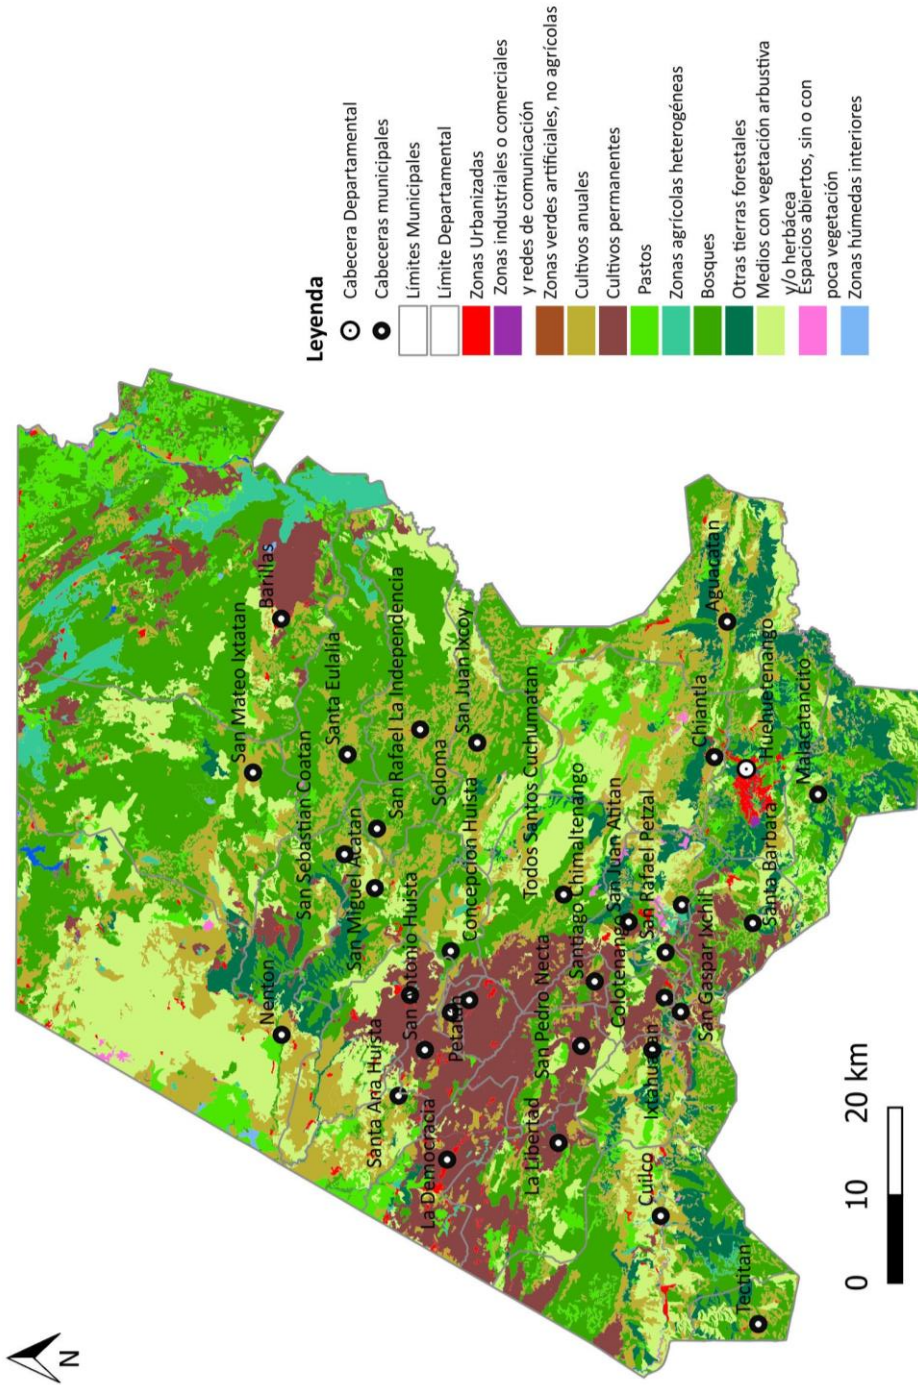 N
Barillas
San Mateo Ixtatan
Santa Eulalia
San Sebastian Coatan
San Rafael La Independencia
San Miguel Acatan
Soloma
San Juan Ixcoy
Nenton
San Antonio Huista
Concepcion Huista
Santa Ana Huista
Petatan
Todos Santos Cuchumatan
La Democracia
San Pedro Necta
Santiago Chimaltenango
San Juan Atitan
La Libertad
Colotenango
San Rafael Petzal
Chiantla
Aguacatan
Ixtahuacan
San Gaspar Ixchil
Huehuetenango
Cuilco
Santa Barbara
Malacatancito
Tectitan
0 10 20 km
Leyenda
Cabecera Departamental
Cabeceras municipales
Límites Municipales
Límite Departamental
Zonas Urbanizadas
Zonas industriales o comerciales
y redes de comunicación
Zonas verdes artificiales, no agrícolas
Cultivos anuales
Cultivos permanentes
Pastos
Zonas agrícolas heterogéneas
Bosques
Otras tierras forestales
Medios con vegetación arbustiva
y/o herbácea
Espacios abiertos, sin o con
poca vegetación
Zonas húmedas interiores